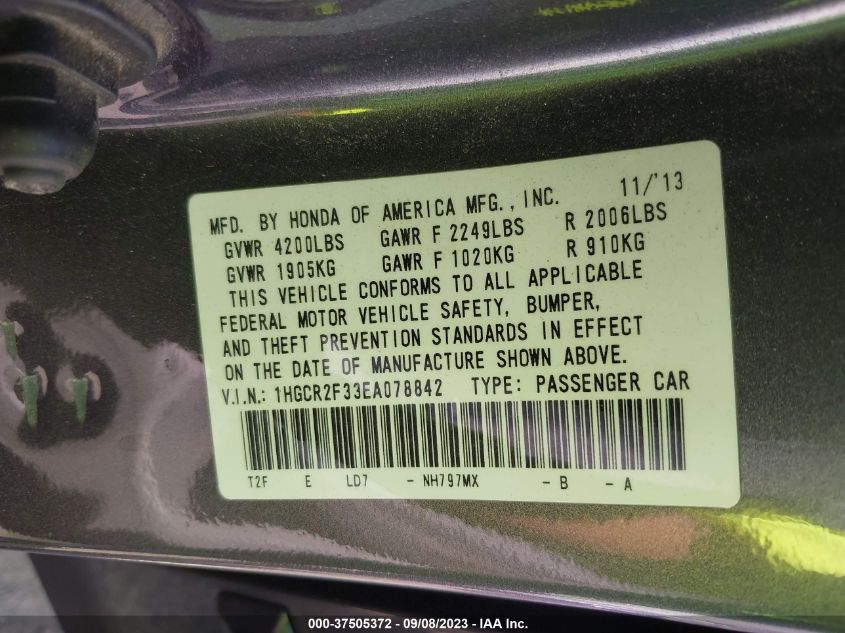 MFD. BY HONDA OF AMERICA MFG., INC. 11/'13
GVWR 4200LBS GAWR F 2249LBS R 2006LBS
GVWR 1905KG GAWR F 1020KG R 910KG
THIS VEHICLE CONFORMS TO ALL APPLICABLE
FEDERAL MOTOR VEHICLE SAFETY, BUMPER,
AND THEFT PREVENTION STANDARDS IN EFFECT
ON THE DATE OF MANUFACTURE SHOWN ABOVE.
V.I.N.: 1HGCR2F33EA078842 TYPE: PASSENGER CAR
T2F E LD7 - NH797MX - B - A
000-37505372 - 09/08/2023 - IAA Inc.